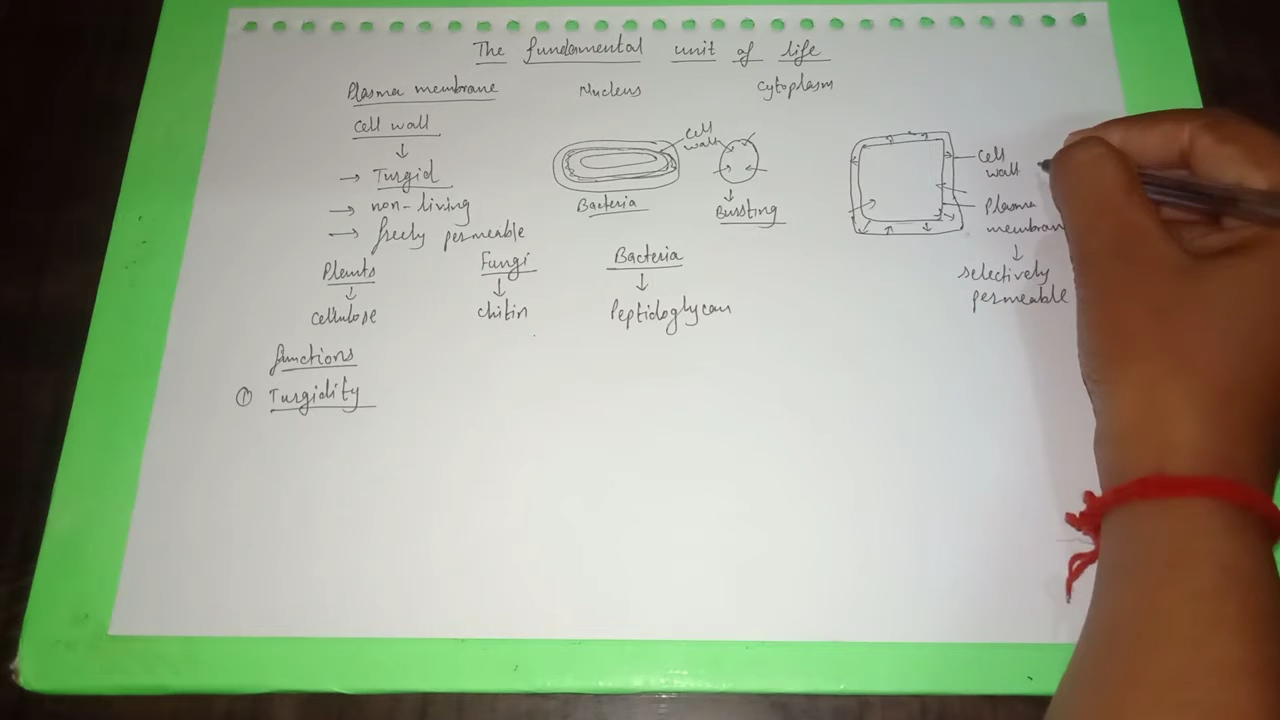 The fundamental unit of life
Plasma membrane Nucleus Cytoplasm
Cell wall
→ Turgid
→ non-living
→ freely permeable
Cell wall
Bacteria
Bursting
Cell wall
Plasma membran
selectively permeable
Plants Fungi Bacteria
Cellulose chitin Peptidoglycan
functions
① Turgidity